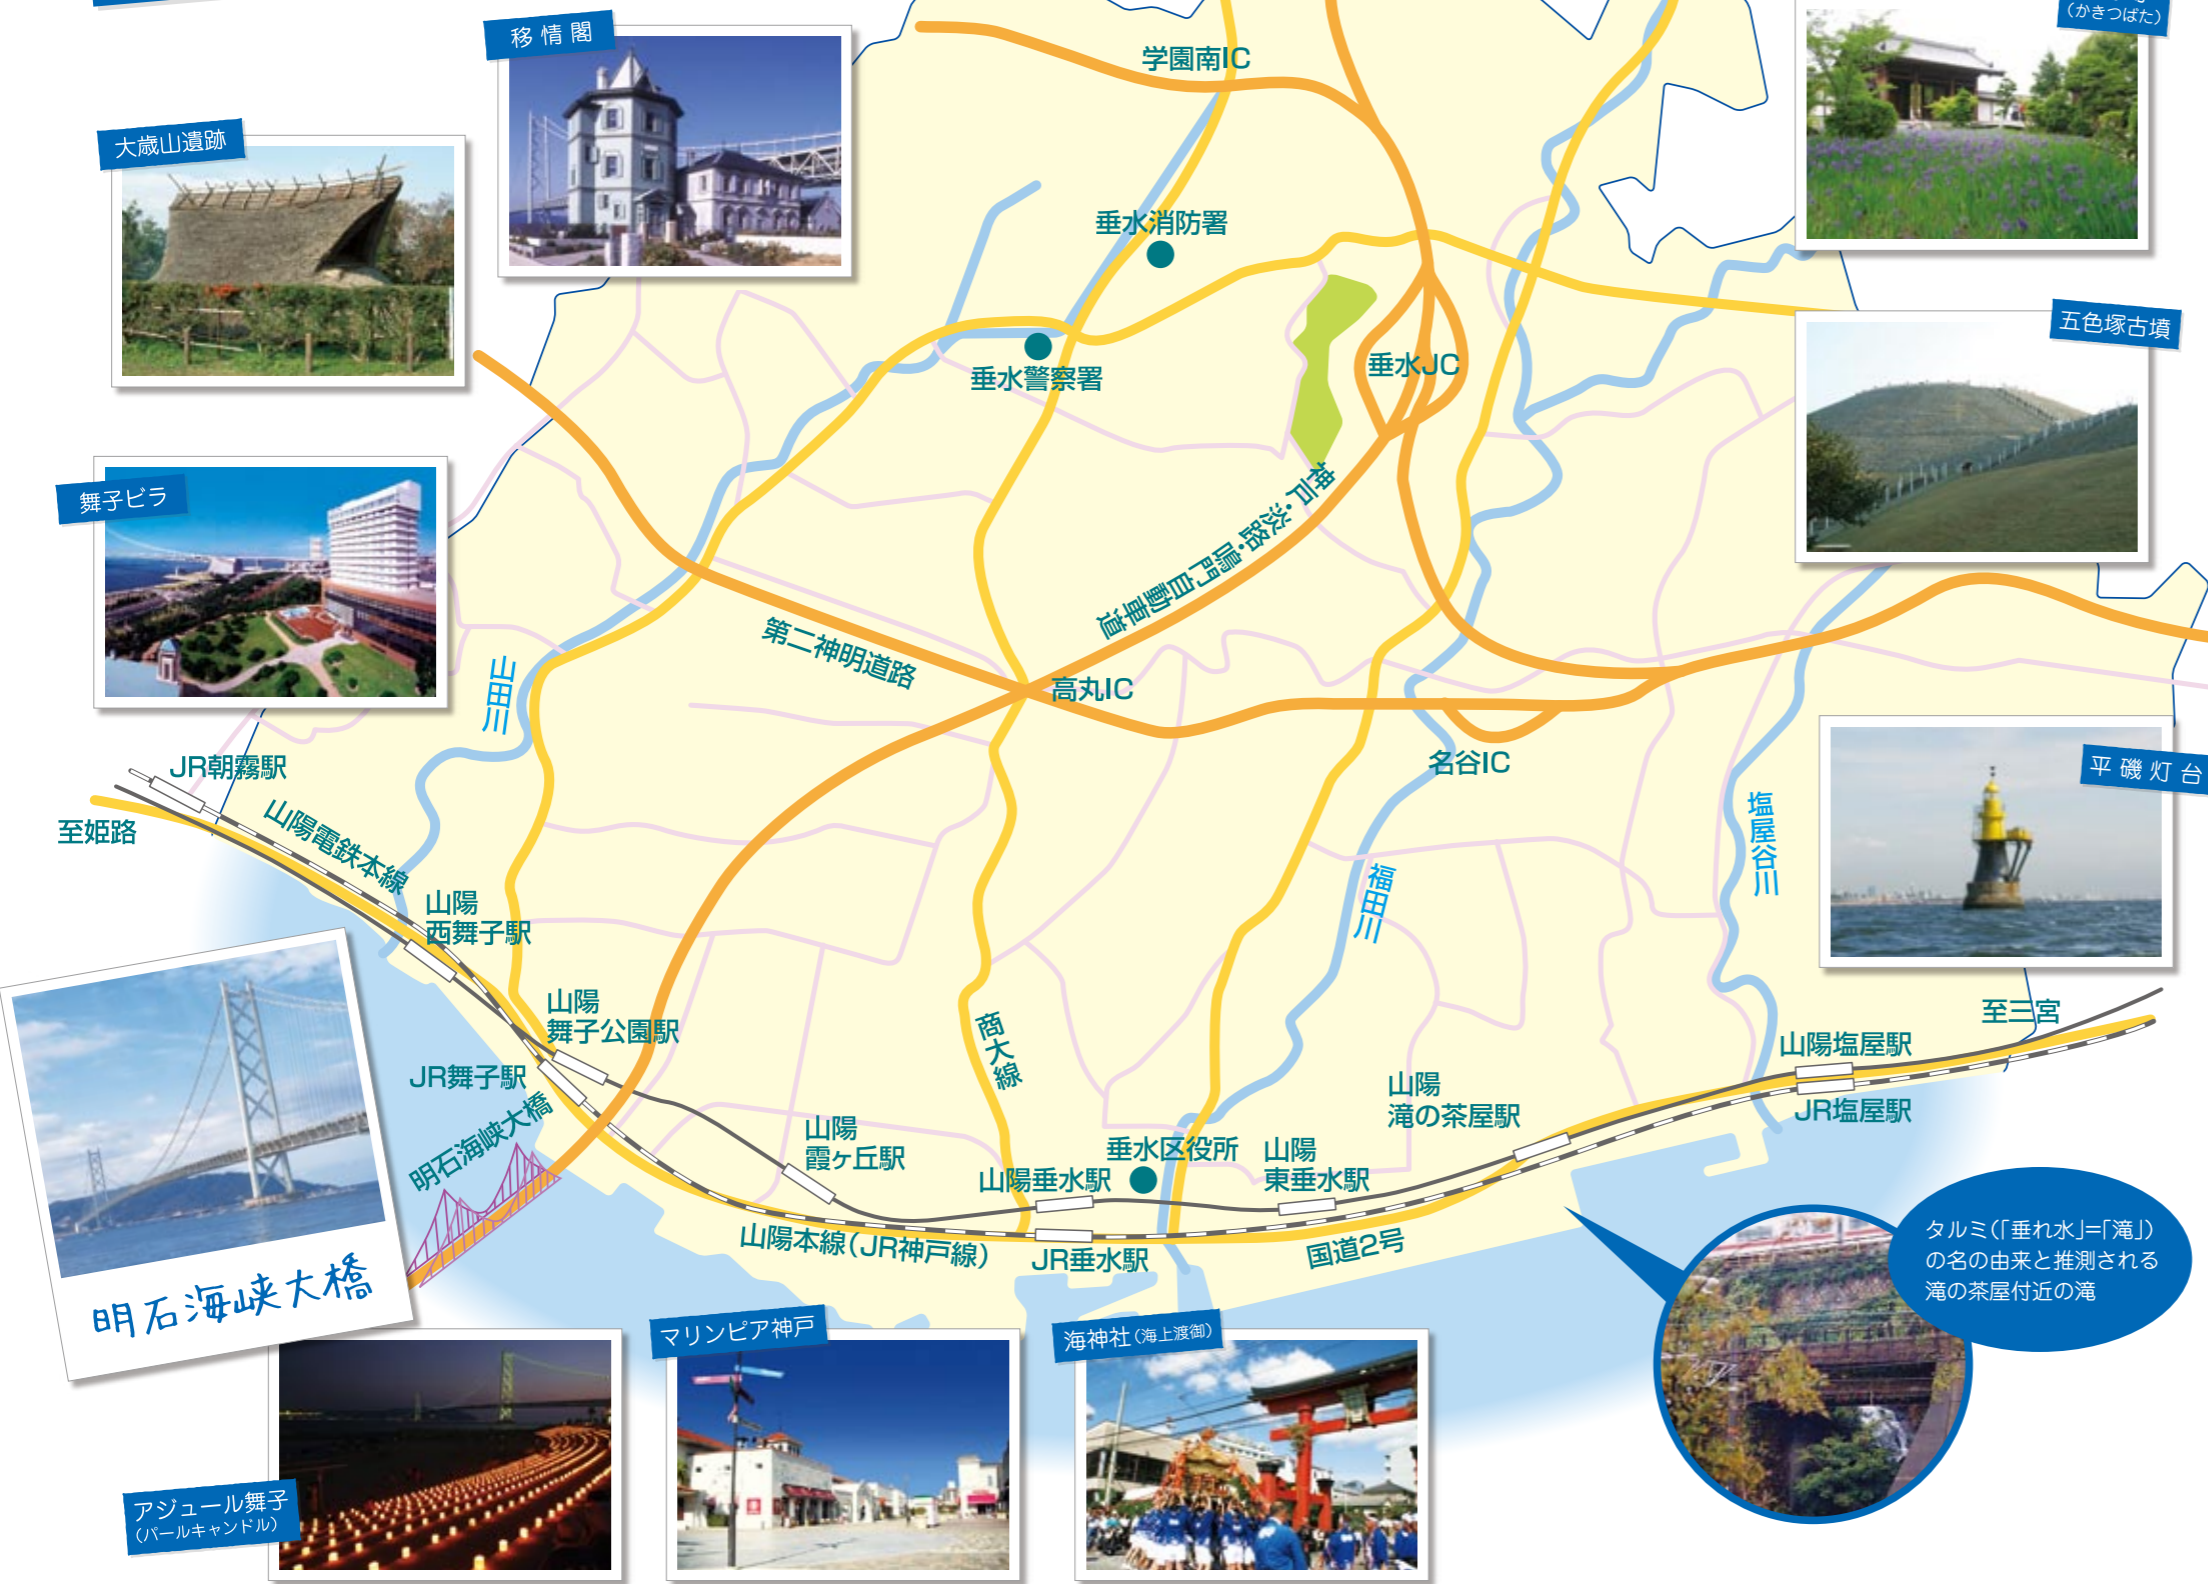 移情閣
(かきつばた)
学園南IC
大歳山遺跡
垂水消防署
五色塚古墳
垂水JC
垂水警察署
舞子ビラ
神戸・淡路・鳴門自動車道
第二神明道路
山田川
高丸IC
名谷IC
平磯灯台
JR朝霧駅
至姫路
山陽電鉄本線
塩屋谷川
福田川
山陽
西舞子駅
山陽
舞子公園駅
商大線
至三宮
山陽塩屋駅
JR塩屋駅
JR舞子駅
明石海峡大橋
山陽
滝の茶屋駅
山陽
霞ヶ丘駅
垂水区役所
山陽
東垂水駅
山陽垂水駅
山陽本線(JR神戸線)
JR垂水駅
国道2号
タルミ(「垂れ水」=「滝」)
の名の由来と推測される
滝の茶屋付近の滝
明石海峡大橋
マリンピア神戸
海神社(海上渡御)
アジュール舞子
(パールキャンドル)